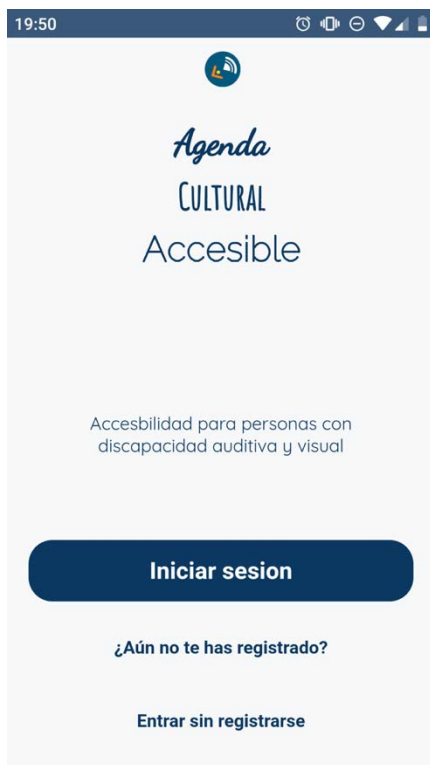 19:50
Agenda
CULTURAL
Accesible
Accesbilidad para personas con
discapacidad auditiva y visual
Iniciar sesion
¿Aún no te has registrado?
Entrar sin registrarse